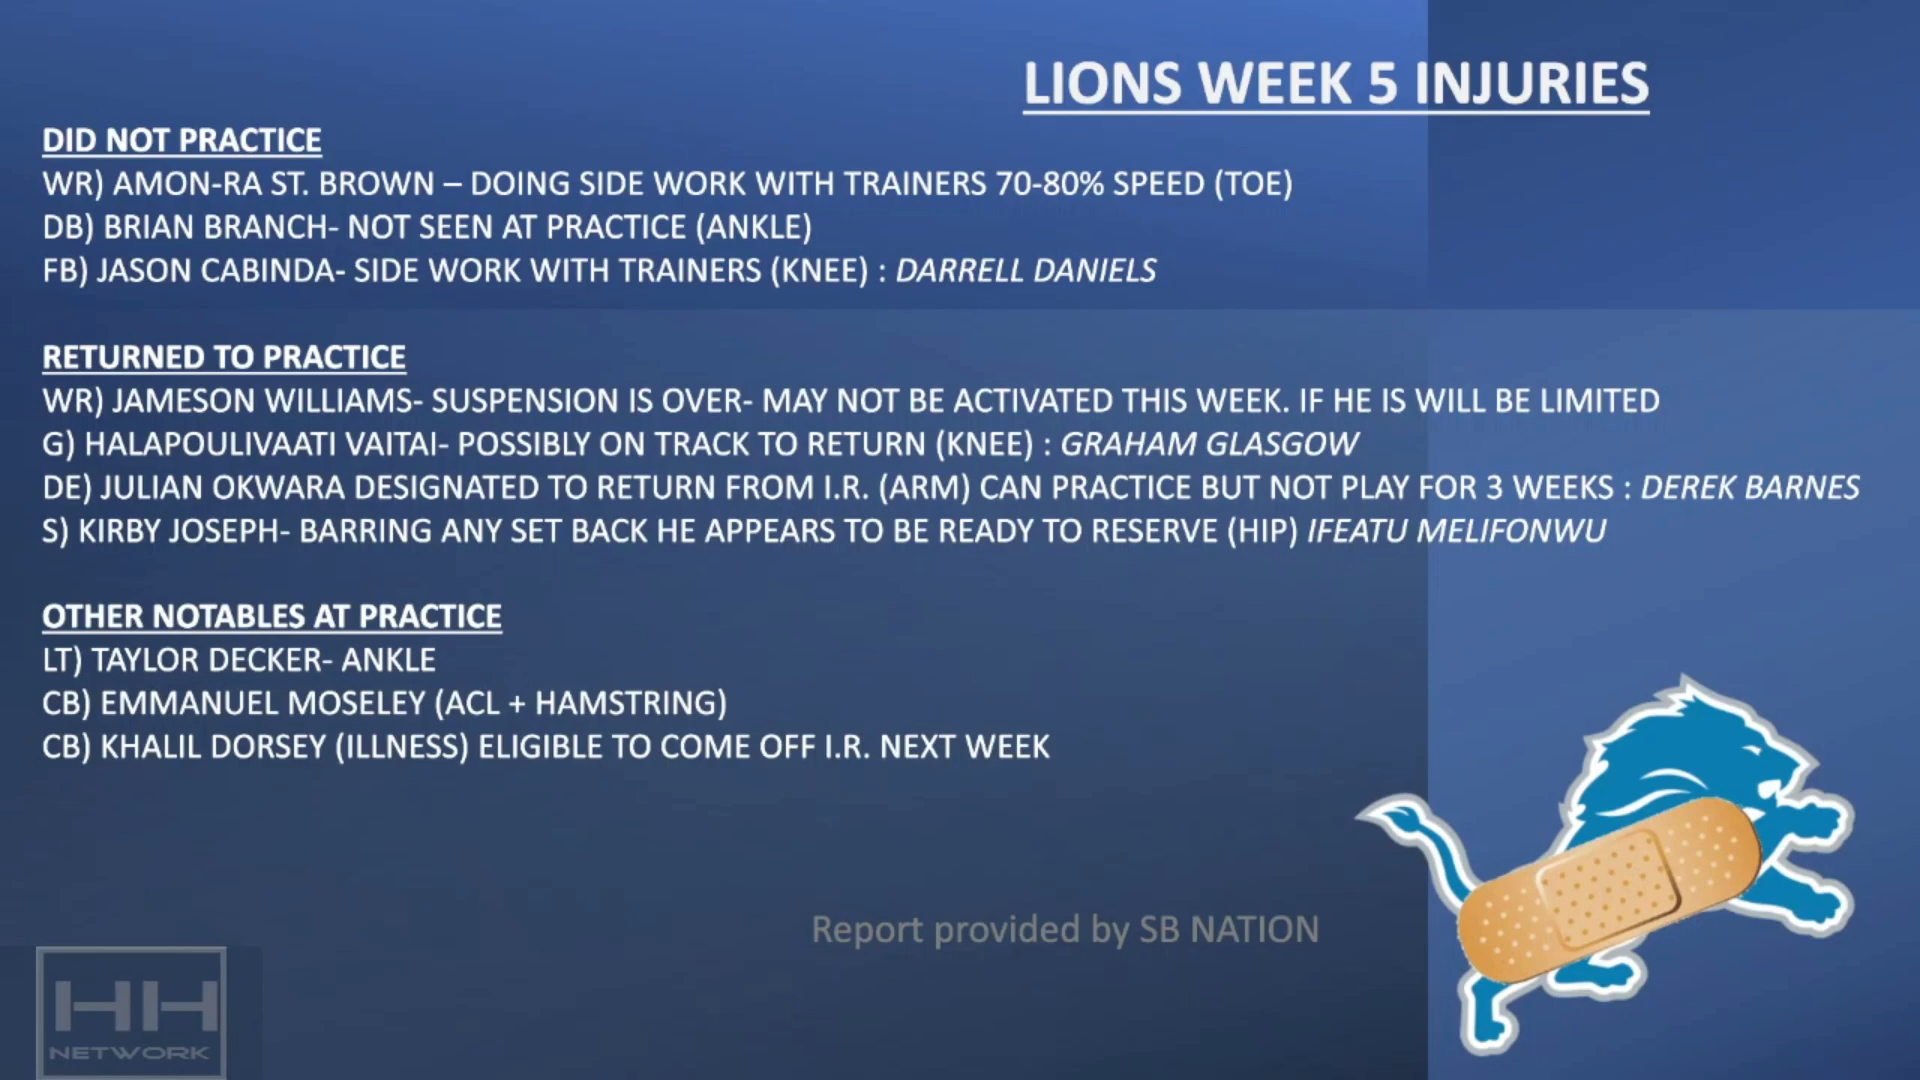 LIONS WEEK 5 INJURIES
DID NOT PRACTICE
WR) AMON-RA ST. BROWN – DOING SIDE WORK WITH TRAINERS 70-80% SPEED (TOE)
DB) BRIAN BRANCH- NOT SEEN AT PRACTICE (ANKLE)
FB) JASON CABINDA- SIDE WORK WITH TRAINERS (KNEE) : DARRELL DANIELS
RETURNED TO PRACTICE
WR) JAMESON WILLIAMS- SUSPENSION IS OVER- MAY NOT BE ACTIVATED THIS WEEK. IF HE IS WILL BE LIMITED
G) HALAPOULIVAATI VAITAI- POSSIBLY ON TRACK TO RETURN (KNEE) : GRAHAM GLASGOW
DE) JULIAN OKWARA DESIGNATED TO RETURN FROM I.R. (ARM) CAN PRACTICE BUT NOT PLAY FOR 3 WEEKS : DEREK BARNES
S) KIRBY JOSEPH- BARRING ANY SET BACK HE APPEARS TO BE READY TO RESERVE (HIP) IFEATU MELIFONWU
OTHER NOTABLES AT PRACTICE
LT) TAYLOR DECKER- ANKLE
CB) EMMANUEL MOSELEY (ACL + HAMSTRING)
CB) KHALIL DORSEY (ILLNESS) ELIGIBLE TO COME OFF I.R. NEXT WEEK
Report provided by SB NATION
HH
NETWORK